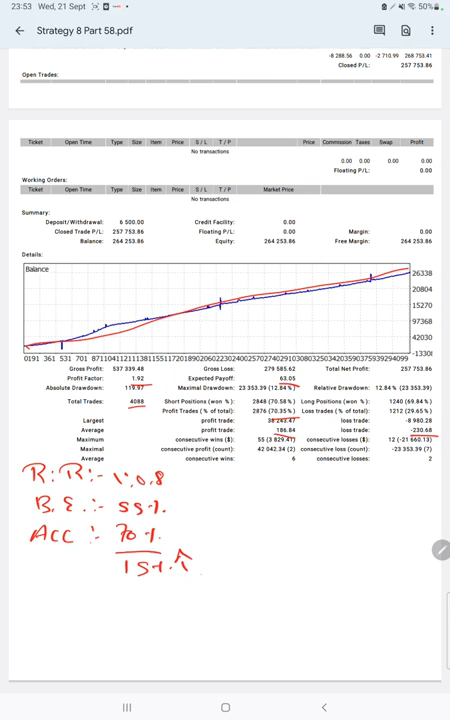 23:53 Wed, 21 Sept 50%
Strategy 8 Part 58.pdf
-8 288.56 0.00 -2 710.99 268 753.41
Closed P/L: 257 753.86
Open Trades:
Ticket Open Time Type Size Item Price S / L T / P Price Commission Taxes Swap Profit
No transactions
0.00 0.00 0.00 0.00
Floating P/L: 0.00
Working Orders:
Ticket Open Time Type Size Item Price S / L T / P Market Price
No transactions
Summary:
Deposit/Withdrawal: 6 500.00 Credit Facility: 0.00
Closed Trade P/L: 257 753.86 Floating P/L: 0.00 Margin: 0.00
Balance: 264 253.86 Equity: 264 253.86 Free Margin: 264 253.86
Details:
Balance
26338
20804
15270
97368
42030
-13300
0191 361 531 701 87104112113811551172018902060223024002570274029103080325034203590375939294099
Gross Profit: 537 339.48 Gross Loss: 279 585.62 Total Net Profit: 257 753.86
Profit Factor: 1.92 Expected Payoff: 63.05
Absolute Drawdown: 119.97 Maximal Drawdown: 23 353.39 (12.84%) Relative Drawdown: 12.84% (23 353.39)
Total Trades: 4088 Short Positions (won %): 2848 (70.58%) Long Positions (won %): 1240 (69.84%)
Profit Trades (% of total): 2876 (70.35%) Loss trades (% of total): 1212 (29.65%)
Largest profit trade: 38 243.47 loss trade: -8 980.28
Average profit trade: 186.84 loss trade: -230.68
Maximum consecutive wins ($): 55 (3 829.41) consecutive losses ($): 12 (-21 660.13)
Maximal consecutive profit (count): 42 042.34 (2) consecutive loss (count): -23 353.39 (7)
Average consecutive wins: 6 consecutive losses: 2
R:R:- 1:0.8
B.E :- 55%
ACC :- 70%
15%